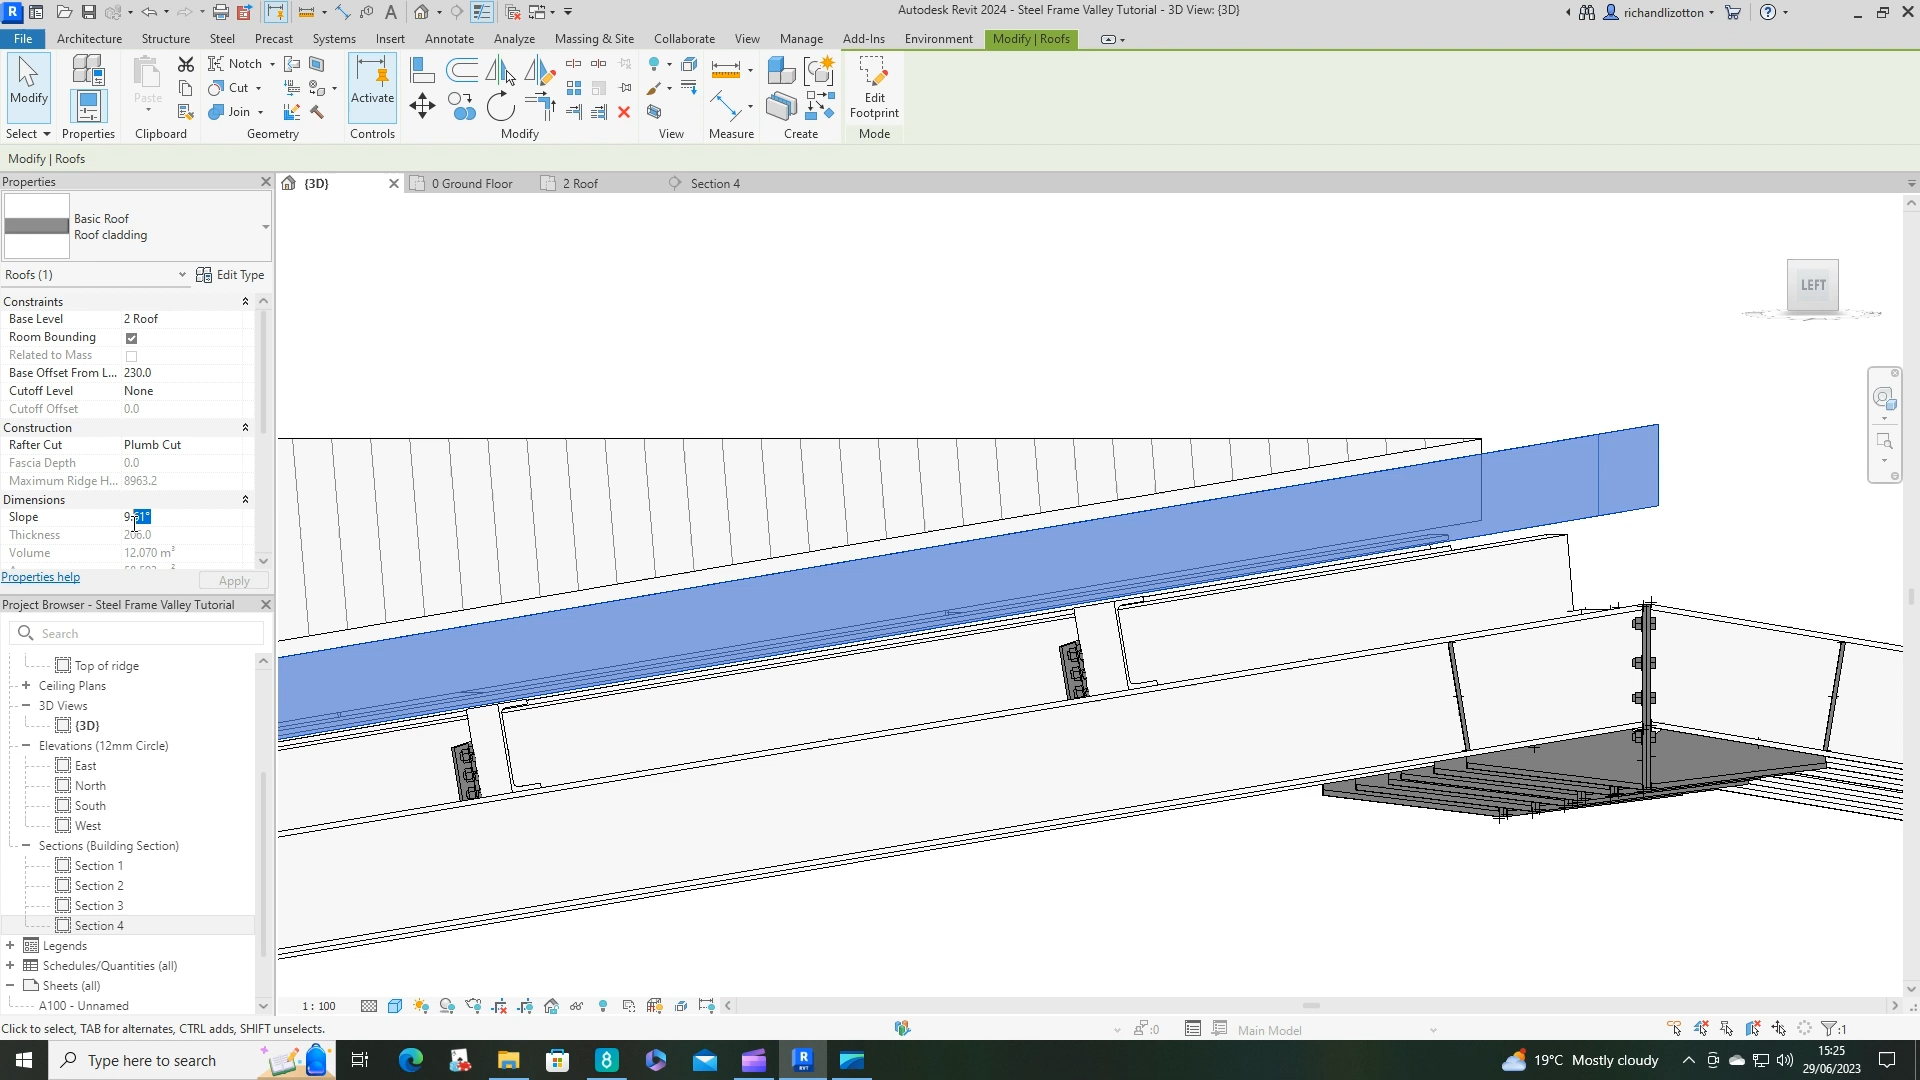 Autodesk Revit 2024 - Steel Frame Valley Tutorial - 3D View: {3D}
richandlizotton
File Architecture Structure Steel Precast Systems Insert Annotate Analyze Massing & Site Collaborate View Manage Add-Ins Environment Modify | Roofs
Modify
Paste
Notch
Cut
Join
Activate
Edit
Footprint
Select Properties Clipboard Geometry Controls Modify View Measure Create Mode
Modify | Roofs
Properties
{3D}
0 Ground Floor
2 Roof
Section 4
Basic Roof
Roof cladding
Roofs (1)
Edit Type
Constraints
Base Level 2 Roof
Room Bounding
Related to Mass
Base Offset From L... 230.0
Cutoff Level None
Cutoff Offset 0.0
Construction
Rafter Cut Plumb Cut
Fascia Depth 0.0
Maximum Ridge H... 8963.2
Dimensions
Slope
Thickness
Volume 12.070 m³
Properties help
Apply
LEFT
Project Browser - Steel Frame Valley Tutorial
Search
Top of ridge
Ceiling Plans
3D Views
{3D}
Elevations (12mm Circle)
East
North
South
West
Sections (Building Section)
Section 1
Section 2
Section 3
Section 4
Legends
Schedules/Quantities (all)
Sheets (all)
A100 - Unnamed
1 : 100
Click to select, TAB for alternates, CTRL adds, SHIFT unselects.
:0
Main Model
:1
Type here to search
19°C Mostly cloudy
15:25
29/06/2023